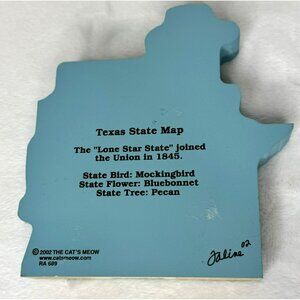 Texas State Map
The "Lone Star State" joined
the Union in 1845.
State Bird: Mockingbird
State Flower: Bluebonnet
State Tree: Pecan
© 2002 THE CAT'S MEOW
www.catsmeow.com
RA 689
Faline 02